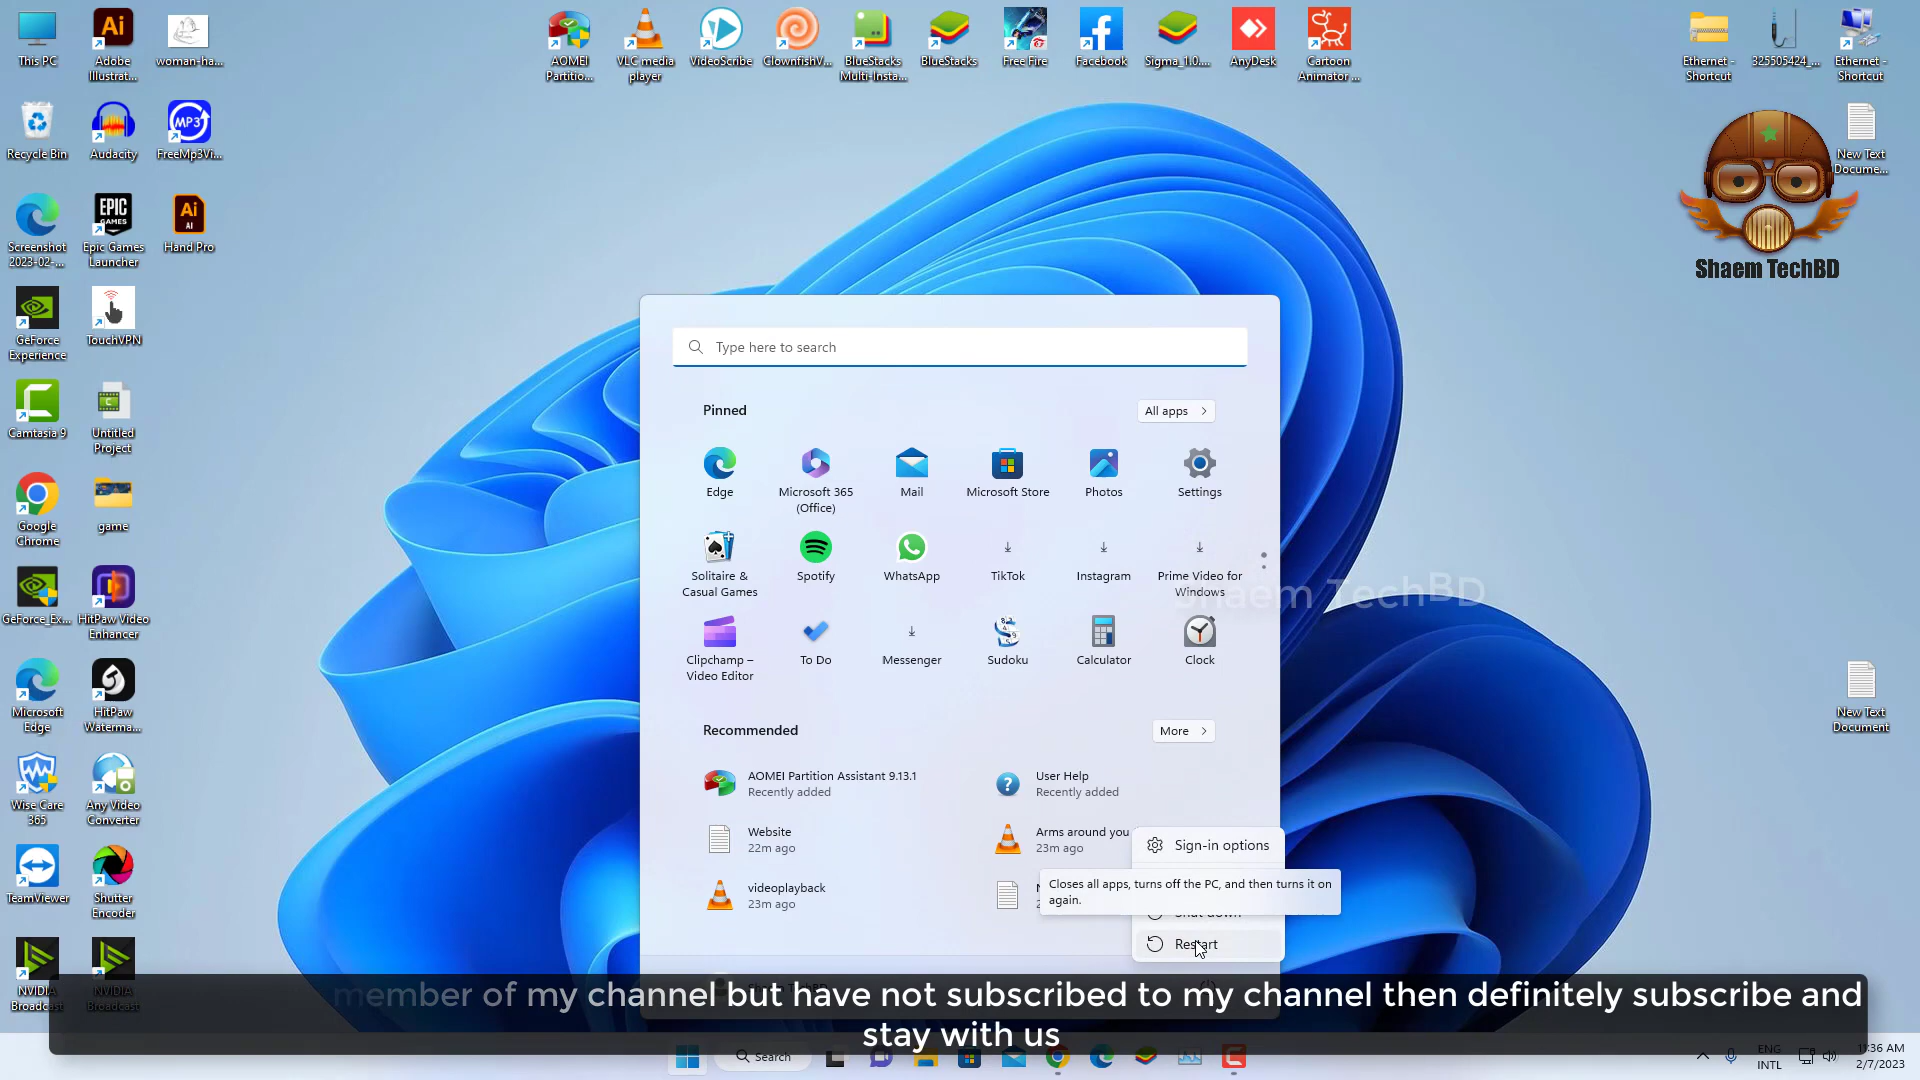 This PC
Adobe
Illustrat...
woman-ha...
AOMEI
Partitio...
VLC media
player
VideoScribe
ClownfishV...
BlueStacks
Multi-Insta...
BlueStacks
Free Fire
Facebook
Sigma_1.0....
AnyDesk
Cartoon
Animator ...
Ethernet -
Shortcut
325505424_...
Ethernet -
Shortcut
Recycle Bin
Audacity
FreeMp3Vi...
New Text
Docume...
Screenshot
2023-02-...
Epic Games
Launcher
Hand Pro
Shaem TechBD
GeForce
Experience
TouchVPN
Camtasia 9
Untitled
Project
Google
Chrome
game
GeForce_Ex...
HitPaw Video
Enhancer
Microsoft
Edge
HitPaw
Waterma...
Wise Care
365
Any Video
Converter
TeamViewer
Shutter
Encoder
NVIDIA
Broadcast
NVIDIA
Broadcast
New Text
Document
Type here to search
Pinned
All apps
Edge
Microsoft 365
(Office)
Mail
Microsoft Store
Photos
Settings
Solitaire &
Casual Games
Spotify
WhatsApp
TikTok
Instagram
Prime Video for
Windows
Shaem TechBD
Clipchamp –
Video Editor
To Do
Messenger
Sudoku
Calculator
Clock
Recommended
More
AOMEI Partition Assistant 9.13.1
Recently added
User Help
Recently added
Website
22m ago
Arms around you
23m ago
videoplayback
23m ago
Sign-in options
Closes all apps, turns off the PC, and then turns it on
again.
Shut down
Restart
member of my channel but have not subscribed to my channel then definitely subscribe and
stay with us
Search
ENG
INTL
11:36 AM
2/7/2023